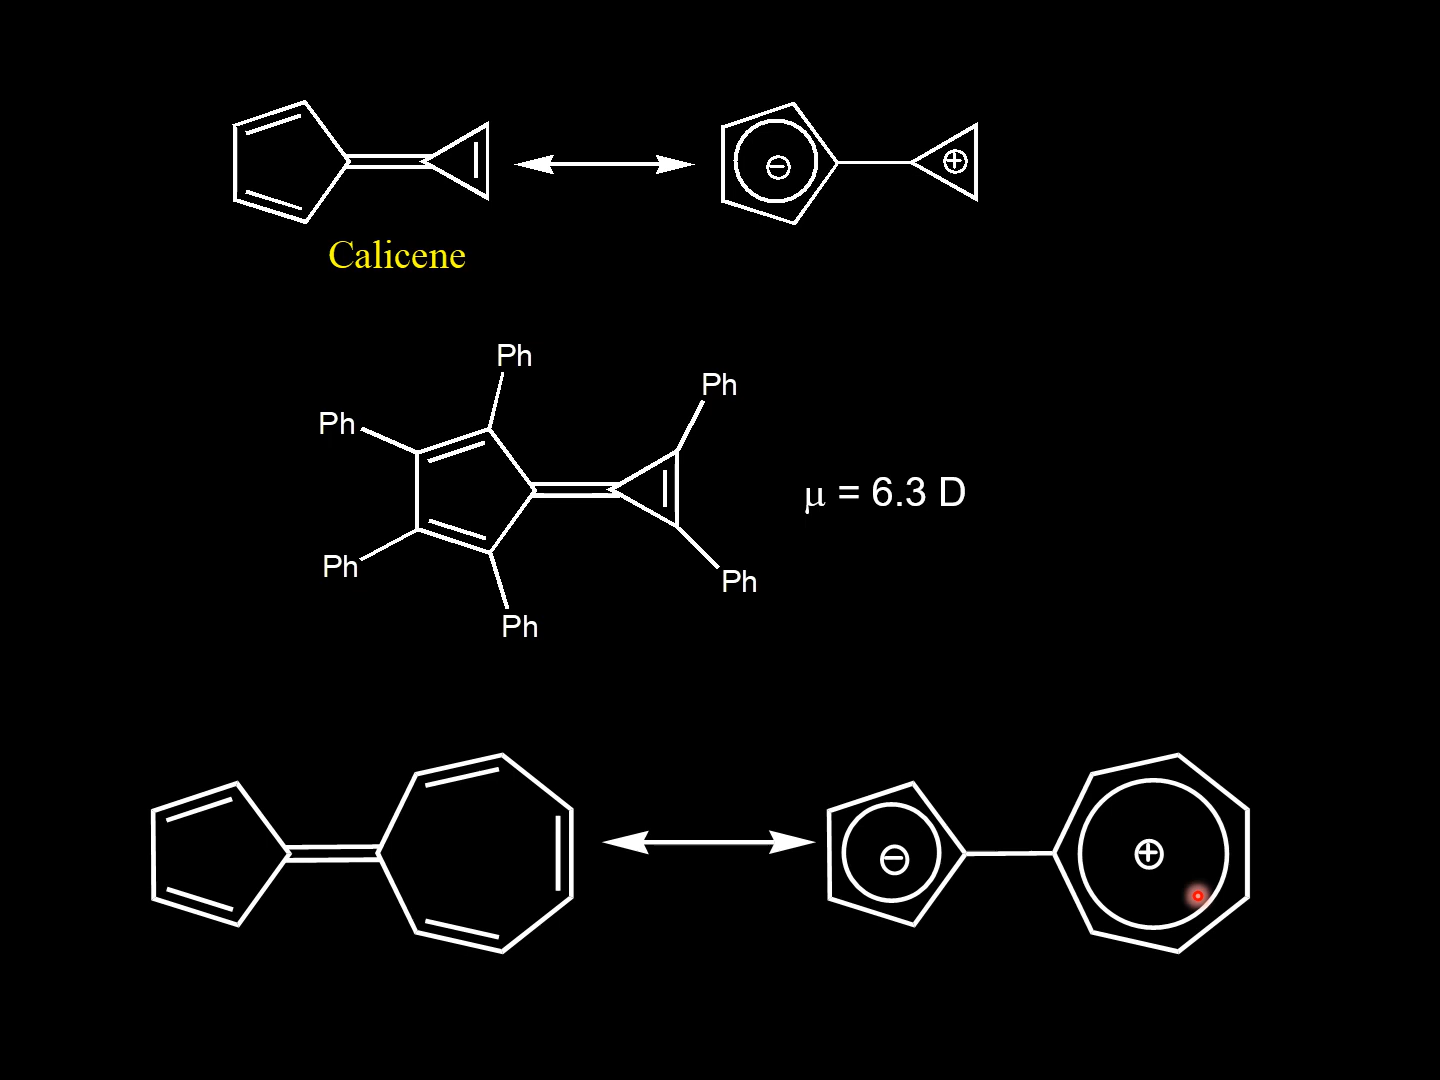 ⊖
⊕
Calicene
Ph
Ph
Ph
μ = 6.3 D
Ph
Ph
Ph
⊖
⊕